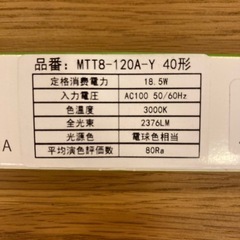 品番：MTT8-120A-Y 40形
定格消費電力 18.5W
入力電圧 AC100 50/60Hz
色温度 3000K
全光束 2376LM
光源色 電球色相当
平均演色評価数 80Ra
A